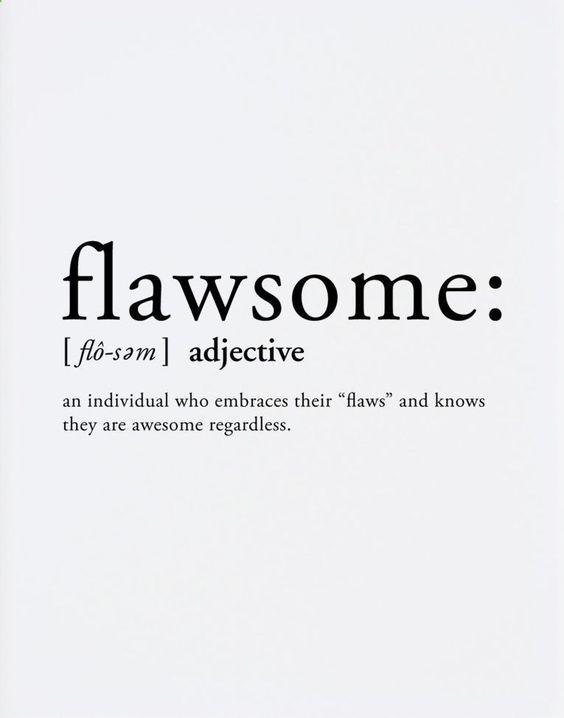 flawsome:
[flô-səm] adjective
an individual who embraces their “flaws” and knows
they are awesome regardless.